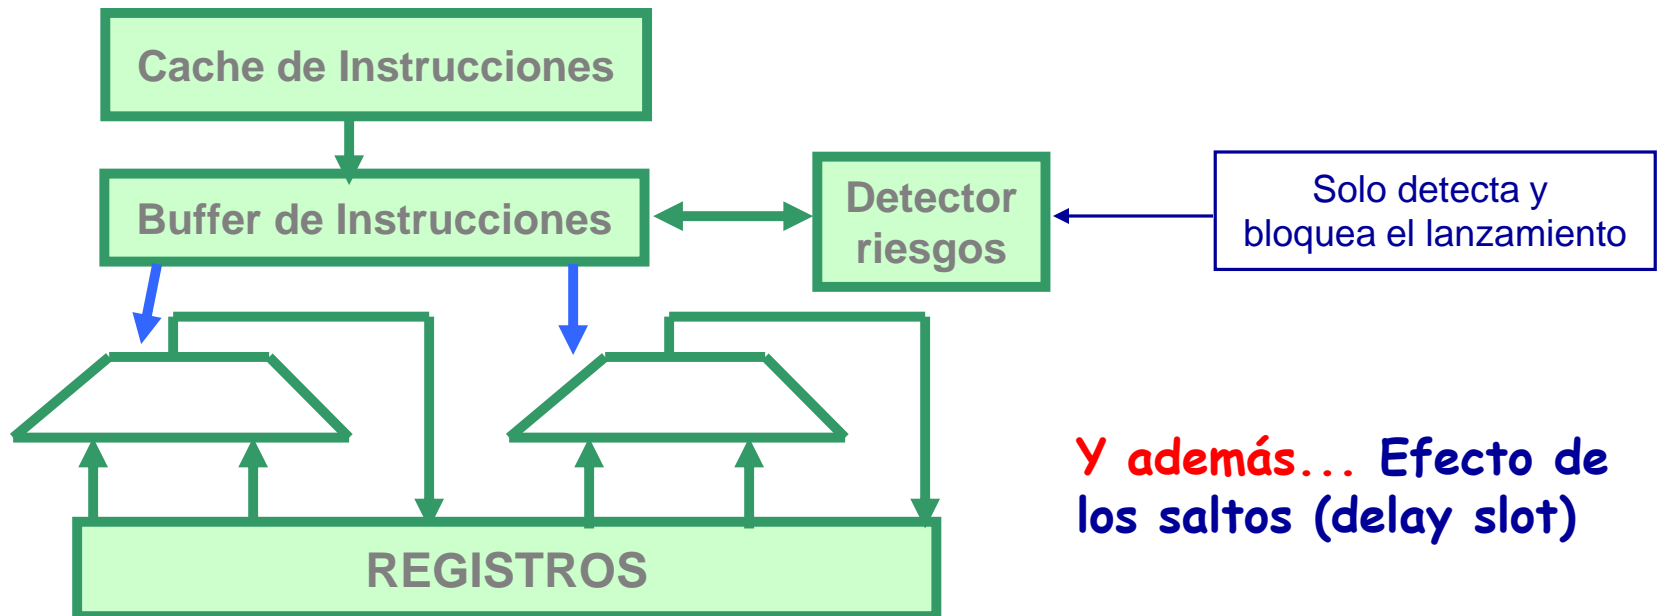 Cache de Instrucciones
Buffer de Instrucciones
Detector
riesgos
Solo detecta y
bloquea el lanzamiento
Y además... Efecto de
los saltos (delay slot)
REGISTROS